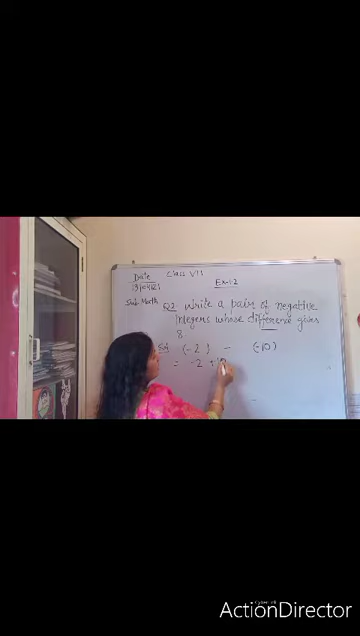 Date Class VII
Ex-1.2
Sub Math
Q2- Write a pair of negative
Integers whose difference gives
8
Sol (-2) - (-10)
= -2 +10
ActionDirector